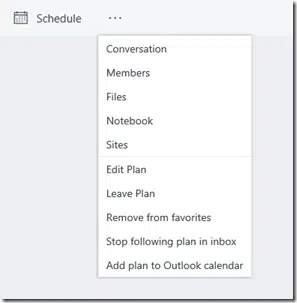 Schedule ...
Conversation
Members
Files
Notebook
Sites
Edit Plan
Leave Plan
Remove from favorites
Stop following plan in inbox
Add plan to Outlook calendar